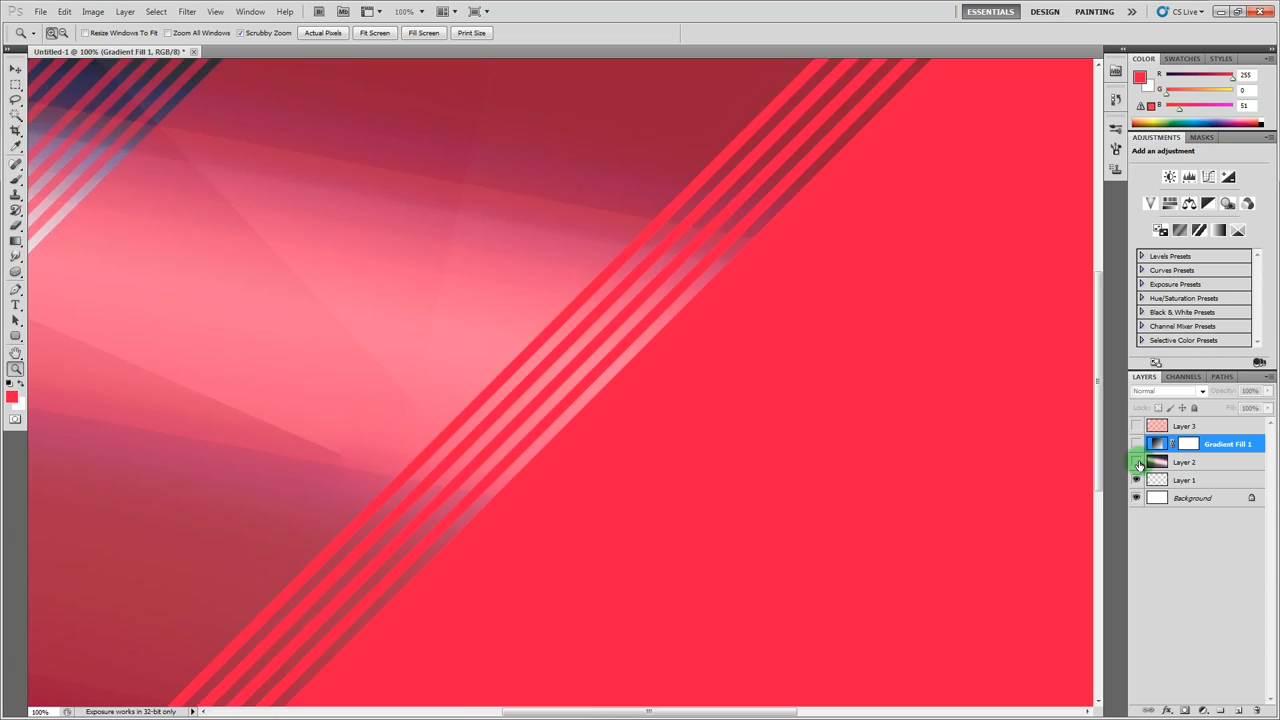 Ps File Edit Image Layer Select Filter View Window Help 100% ESSENTIALS DESIGN PAINTING CS Live
Resize Windows To Fit Zoom All Windows Scrubby Zoom Actual Pixels Fit Screen Fill Screen Print Size
Untitled-1 @ 100% (Gradient Fill 1, RGB/8) *
COLOR SWATCHES STYLES
R 255
G 0
B 51
ADJUSTMENTS MASKS
Add an adjustment
Levels Presets
Curves Presets
Exposure Presets
Hue/Saturation Presets
Black & White Presets
Channel Mixer Presets
Selective Color Presets
LAYERS CHANNELS PATHS
Normal Opacity: 100%
Lock: Fill: 100%
Layer 3
Gradient Fill 1
Layer 2
Layer 1
Background
100% Exposure works in 32-bit only